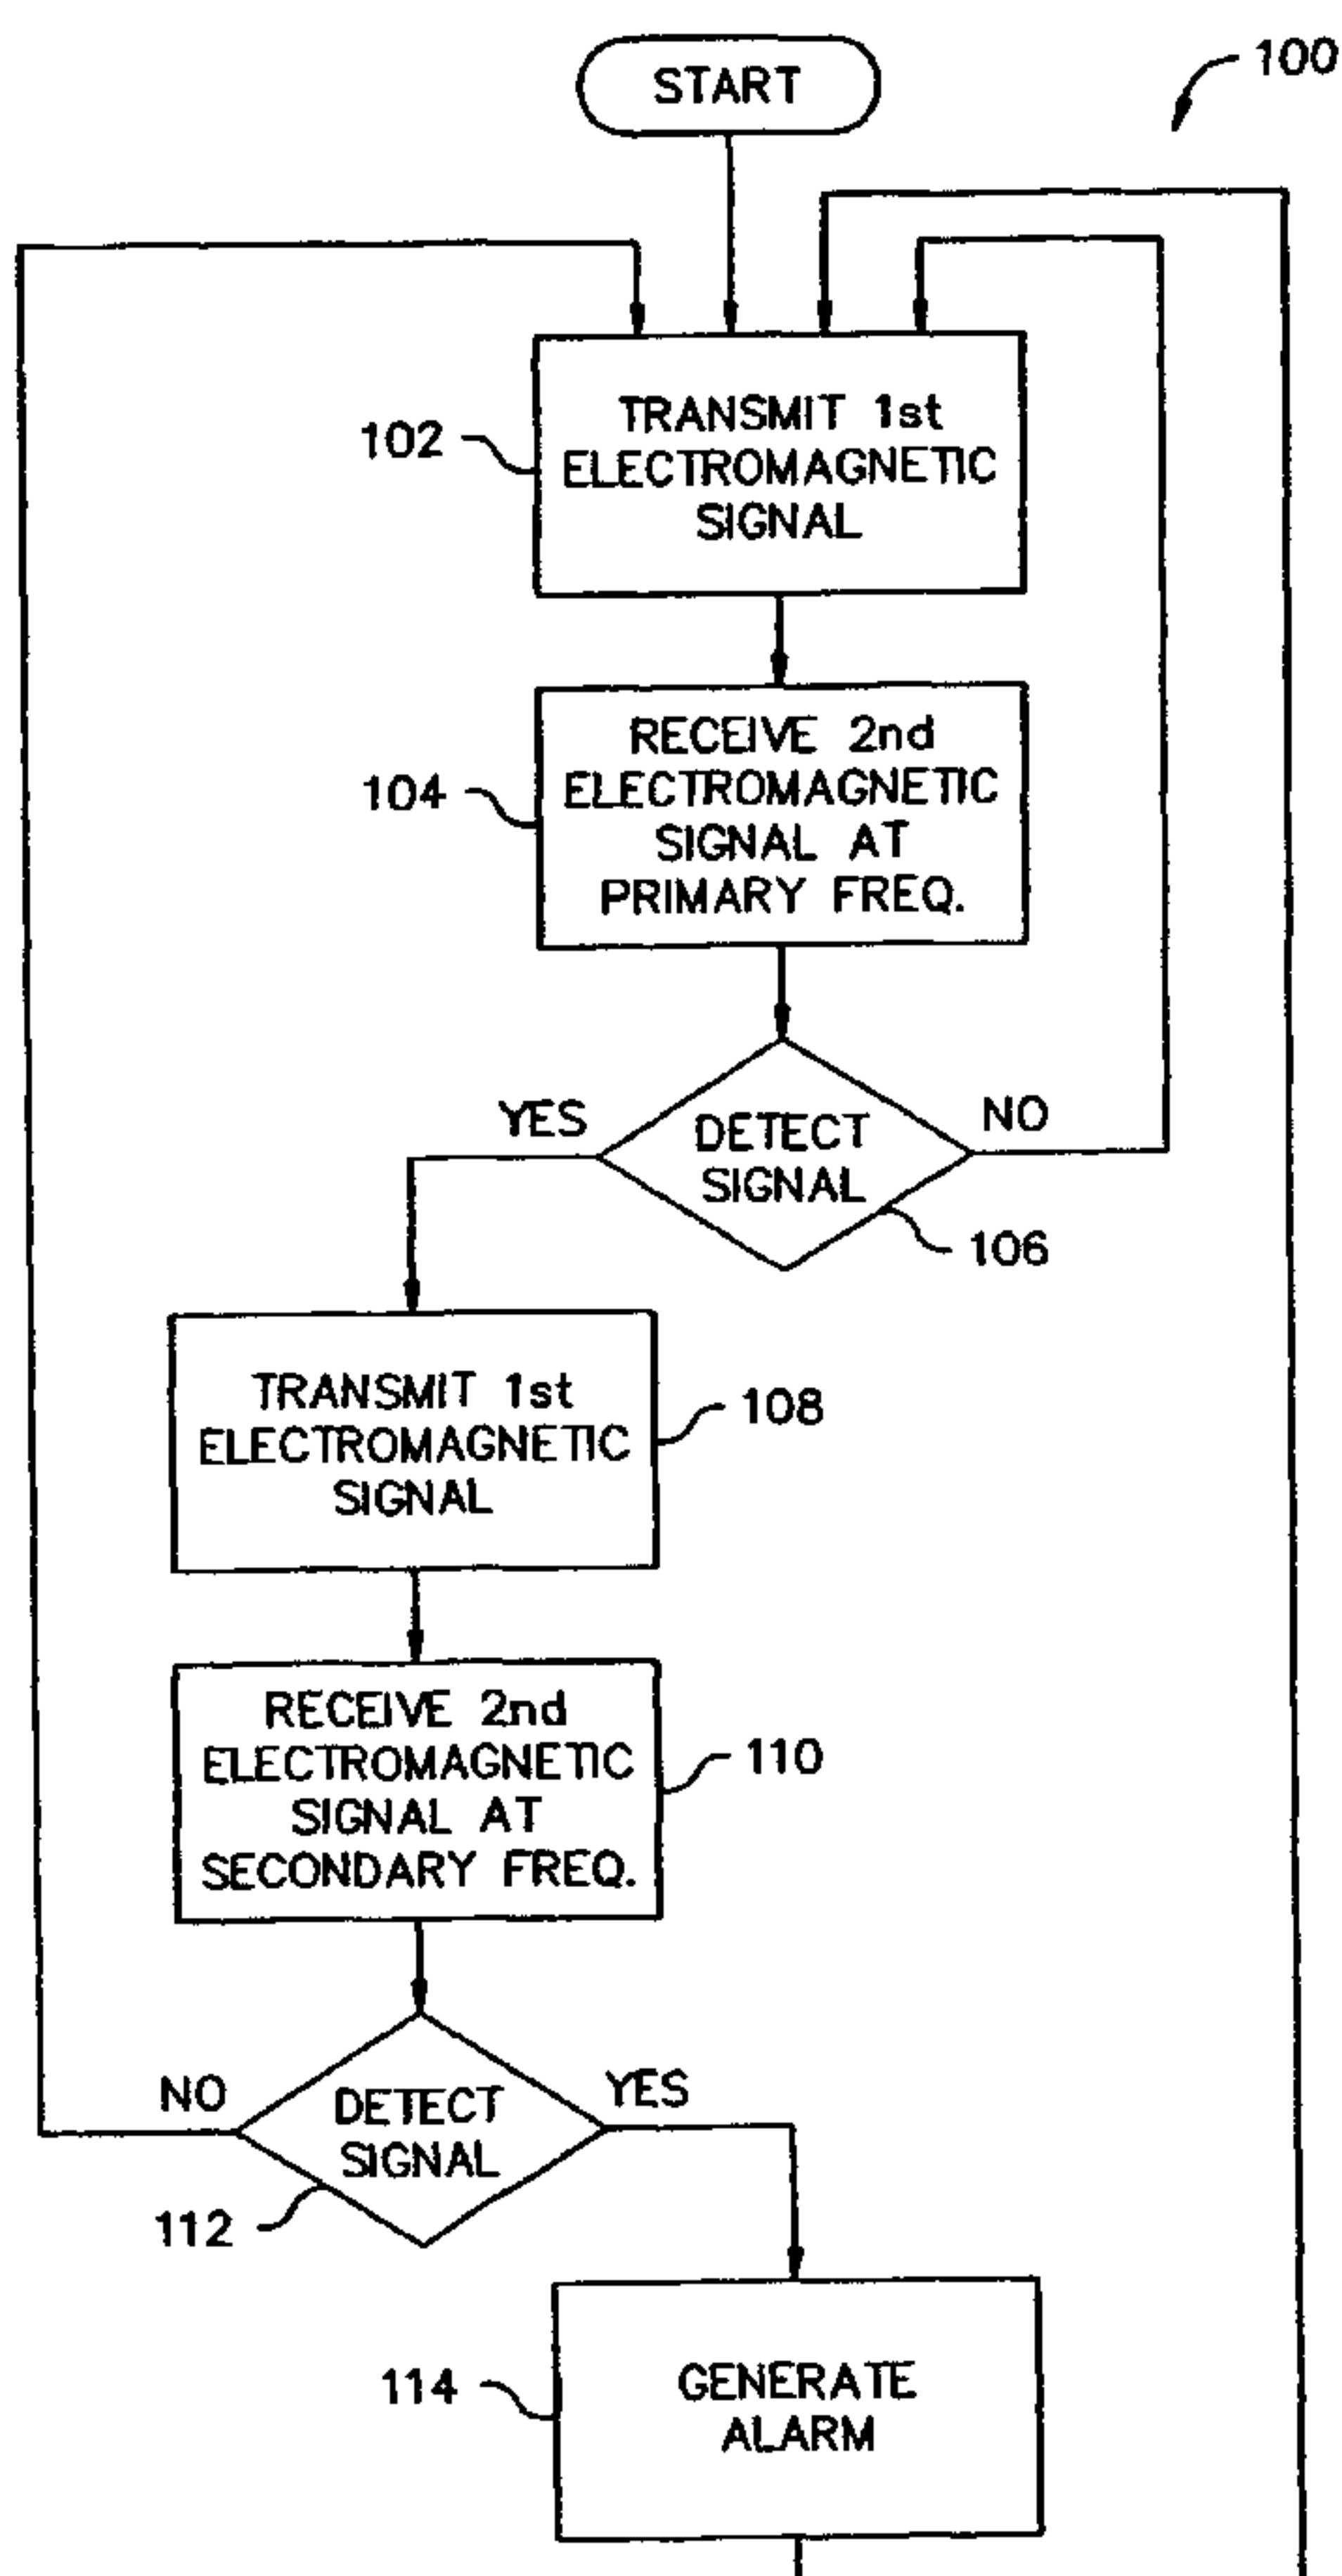 START
100
102
TRANSMIT 1st
ELECTROMAGNETIC
SIGNAL
104
RECEIVE 2nd
ELECTROMAGNETIC
SIGNAL AT
PRIMARY FREQ.
YES
DETECT
SIGNAL
NO
106
TRANSMIT 1st
ELECTROMAGNETIC
SIGNAL
108
RECEIVE 2nd
ELECTROMAGNETIC
SIGNAL AT
SECONDARY FREQ.
110
NO
DETECT
SIGNAL
YES
112
114
GENERATE
ALARM